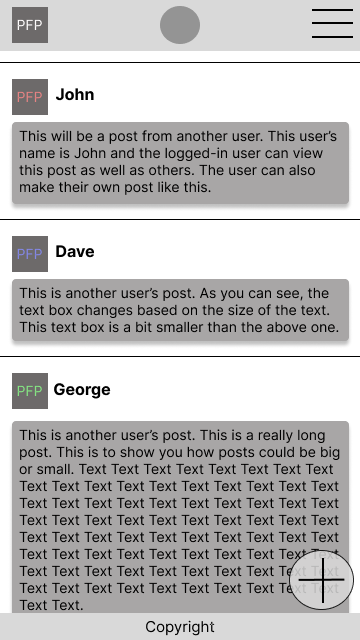 PFP
PFP
John
This will be a post from another user. This user’s
name is John and the logged-in user can view
this post as well as others. The user can also
make their own post like this.
PFP
Dave
This is another user’s post. As you can see, the
text box changes based on the size of the text.
This text box is a bit smaller than the above one.
PFP
George
This is another user’s post. This is a really long
post. This is to show you how posts could be big
or small. Text Text Text Text Text Text Text Text
Text Text Text Text Text Text Text Text Text Text
Text Text Text Text Text Text Text Text Text Text
Text Text Text Text Text Text Text Text Text Text
Text Text Text Text Text Text Text Text Text Text
Text Text Text Text Text Text Text Text Text Text
Text Text Text Text Text Text Text Text Text Text
Text Text Text Text Text Text Text Text Text Text
Text Text.
Copyright